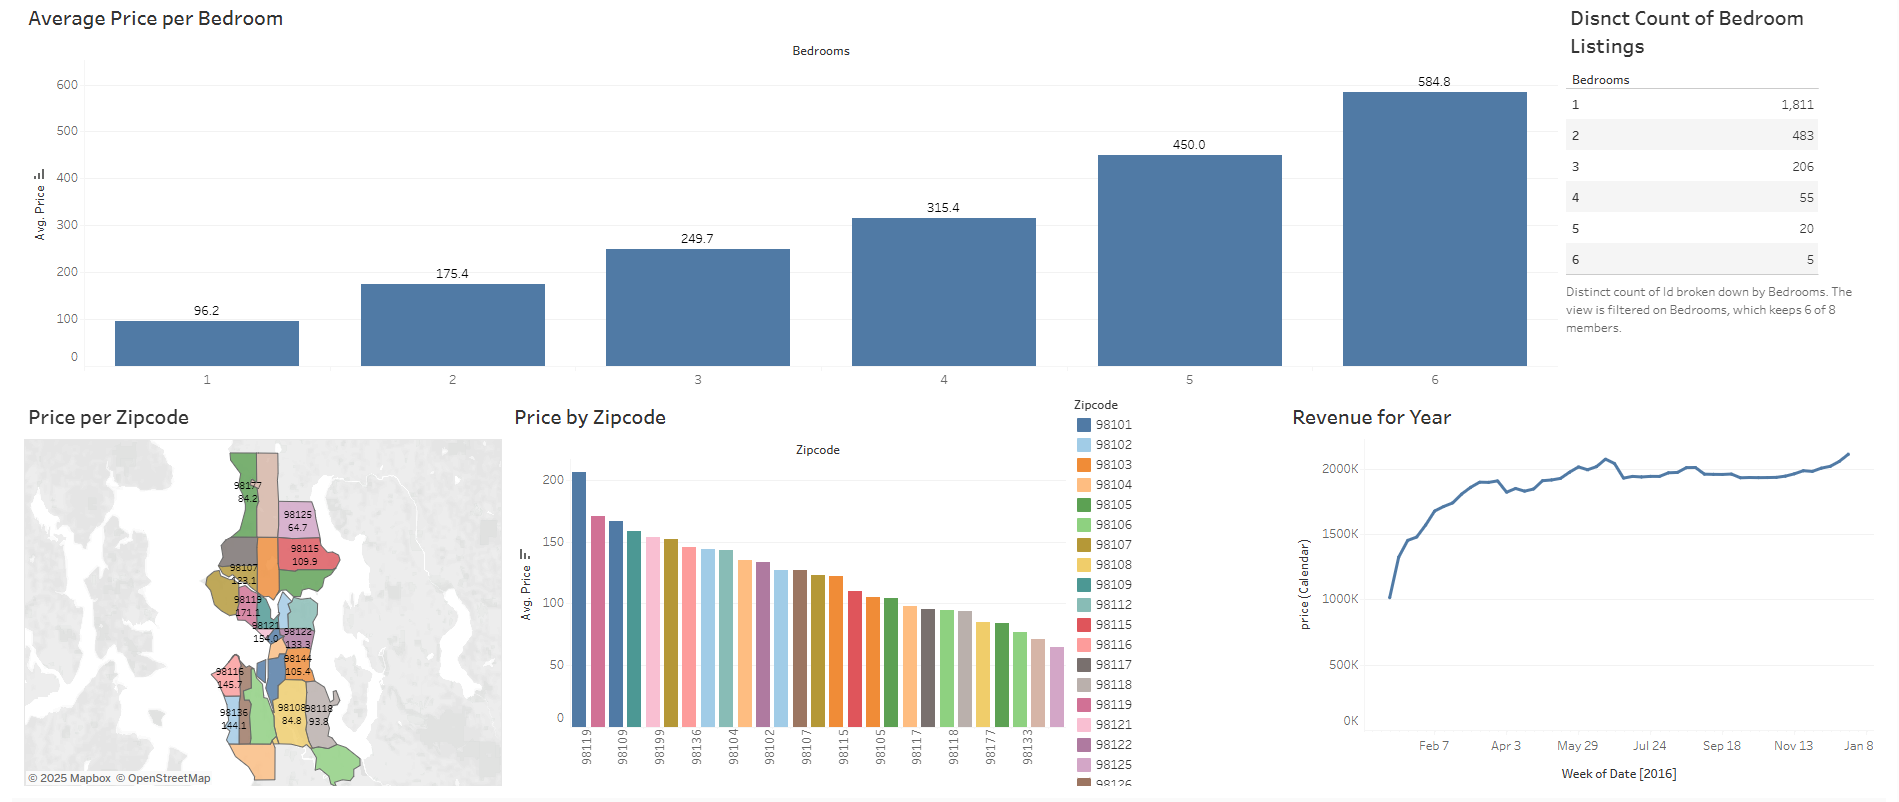 Average Price per Bedroom
Bedrooms
Avg. Price
600
500
400
300
200
100
0
96.2
175.4
249.7
315.4
450.0
584.8
1
2
3
4
5
6
Disnct Count of Bedroom
Listings
Bedrooms
1 1,811
2 483
3 206
4 55
5 20
6 5
Distinct count of Id broken down by Bedrooms. The
view is filtered on Bedrooms, which keeps 6 of 8
members.
Price per Zipcode
98177
84.2
98125
64.7
98115
109.9
98107
123.1
98119
171.1
98121
154.0
98122
133.3
98144
105.4
98116
145.7
98136
144.1
98108
84.8
98118
93.8
© 2025 Mapbox © OpenStreetMap
Price by Zipcode
Zipcode
Avg. Price
200
150
100
50
0
98119
98109
98199
98136
98104
98102
98107
98115
98105
98117
98118
98177
98133
Zipcode
98101
98102
98103
98104
98105
98106
98107
98108
98109
98112
98115
98116
98117
98118
98119
98121
98122
98125
98126
Revenue for Year
price (Calendar)
2000K
1500K
1000K
500K
0K
Feb 7
Apr 3
May 29
Jul 24
Sep 18
Nov 13
Jan 8
Week of Date [2016]